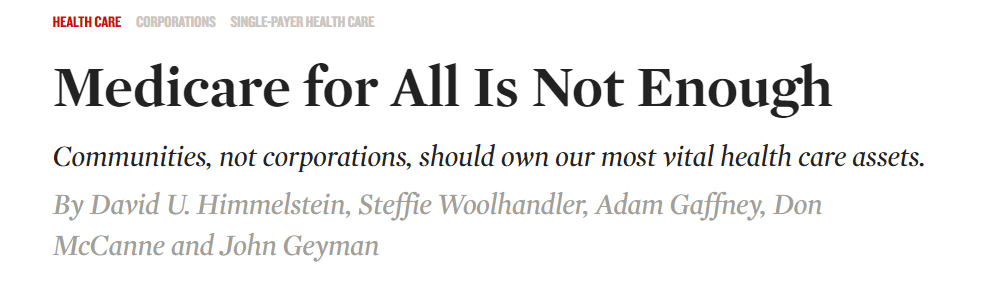 HEALTH CARE CORPORATIONS SINGLE-PAYER HEALTH CARE
Medicare for All Is Not Enough
Communities, not corporations, should own our most vital health care assets.
By David U. Himmelstein, Steffie Woolhandler, Adam Gaffney, Don
McCanne and John Geyman